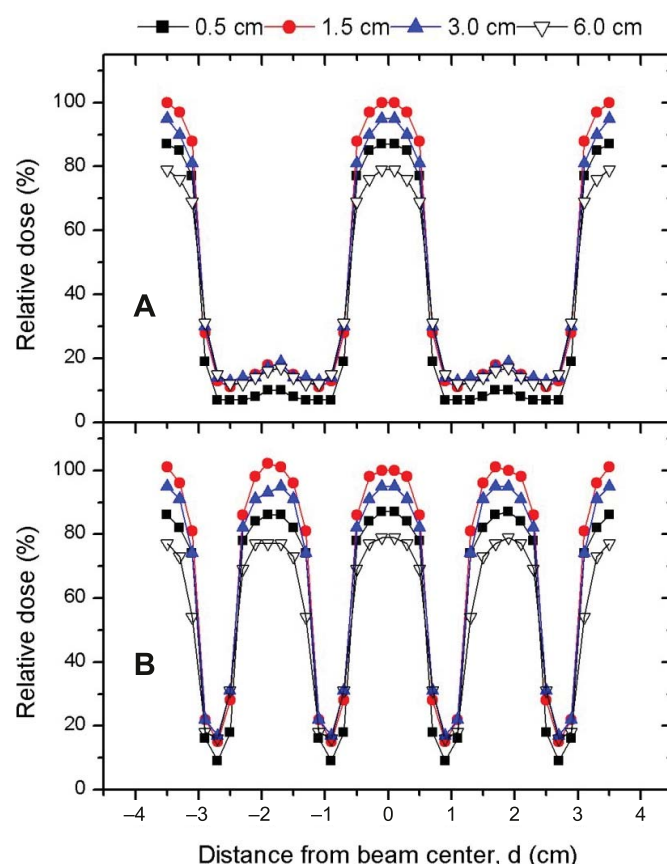 0.5 cm 1.5 cm 3.0 cm 6.0 cm
100
80
60
40
20
0
Relative dose (%)
A
100
80
60
40
20
0
Relative dose (%)
B
–4 –3 –2 –1 0 1 2 3 4
Distance from beam center, d (cm)